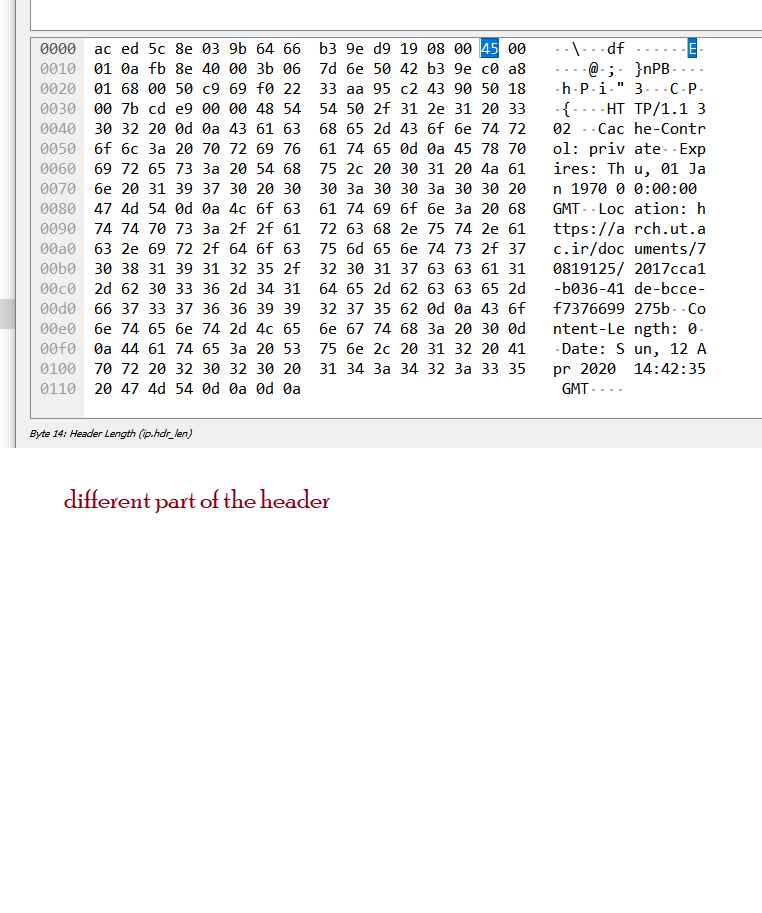 0000 ac ed 5c 8e 03 9b 64 66 b3 9e d9 19 08 00 45 00 ··\···df ······E·
0010 01 0a fb 8e 40 00 3b 06 7d 6e 50 42 b3 9e c0 a8 ····@·;· }nPB····
0020 01 68 00 50 c9 69 f0 22 33 aa 95 c2 43 90 50 18 ·h·P·i·" 3···C·P·
0030 00 7b cd e9 00 00 48 54 54 50 2f 31 2e 31 20 33 ·{····HT TP/1.1 3
0040 30 32 20 0d 0a 43 61 63 68 65 2d 43 6f 6e 74 72 02 ··Cac he-Contr
0050 6f 6c 3a 20 70 72 69 76 61 74 65 0d 0a 45 78 70 ol: priv ate··Exp
0060 69 72 65 73 3a 20 54 68 75 2c 20 30 31 20 4a 61 ires: Th u, 01 Ja
0070 6e 20 31 39 37 30 20 30 30 3a 30 30 3a 30 30 20 n 1970 0 0:00:00
0080 47 4d 54 0d 0a 4c 6f 63 61 74 69 6f 6e 3a 20 68 GMT··Loc ation: h
0090 74 74 70 73 3a 2f 2f 61 72 63 68 2e 75 74 2e 61 ttps://a rch.ut.a
00a0 63 2e 69 72 2f 64 6f 63 75 6d 65 6e 74 73 2f 37 c.ir/doc uments/7
00b0 30 38 31 39 31 32 35 2f 32 30 31 37 63 63 61 31 0819125/ 2017cca1
00c0 2d 62 30 33 36 2d 34 31 64 65 2d 62 63 63 65 2d -b036-41 de-bcce-
00d0 66 37 33 37 36 36 39 39 32 37 35 62 0d 0a 43 6f f7376699 275b··Co
00e0 6e 74 65 6e 74 2d 4c 65 6e 67 74 68 3a 20 30 0d ntent-Le ngth: 0·
00f0 0a 44 61 74 65 3a 20 53 75 6e 2c 20 31 32 20 41 ·Date: S un, 12 A
0100 70 72 20 32 30 32 30 20 31 34 3a 34 32 3a 33 35 pr 2020 14:42:35
0110 20 47 4d 54 0d 0a 0d 0a GMT····
Byte 14: Header Length (ip.hdr_len)
different part of the header